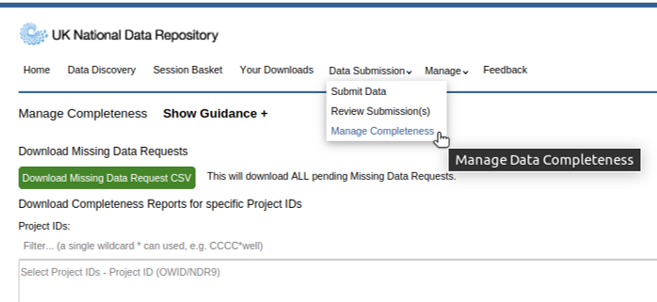 UK National Data Repository
Home Data Discovery Session Basket Your Downloads Data Submission Manage Feedback
Submit Data
Review Submission(s)
Manage Completeness
Manage Data Completeness
Manage Completeness Show Guidance +
Download Missing Data Requests
Download Missing Data Request CSV This will download ALL pending Missing Data Requests.
Download Completeness Reports for specific Project IDs
Project IDs:
Filter... (a single wildcard * can used, e.g. CCCC*well)
Select Project IDs - Project ID (OWID/NDR9)